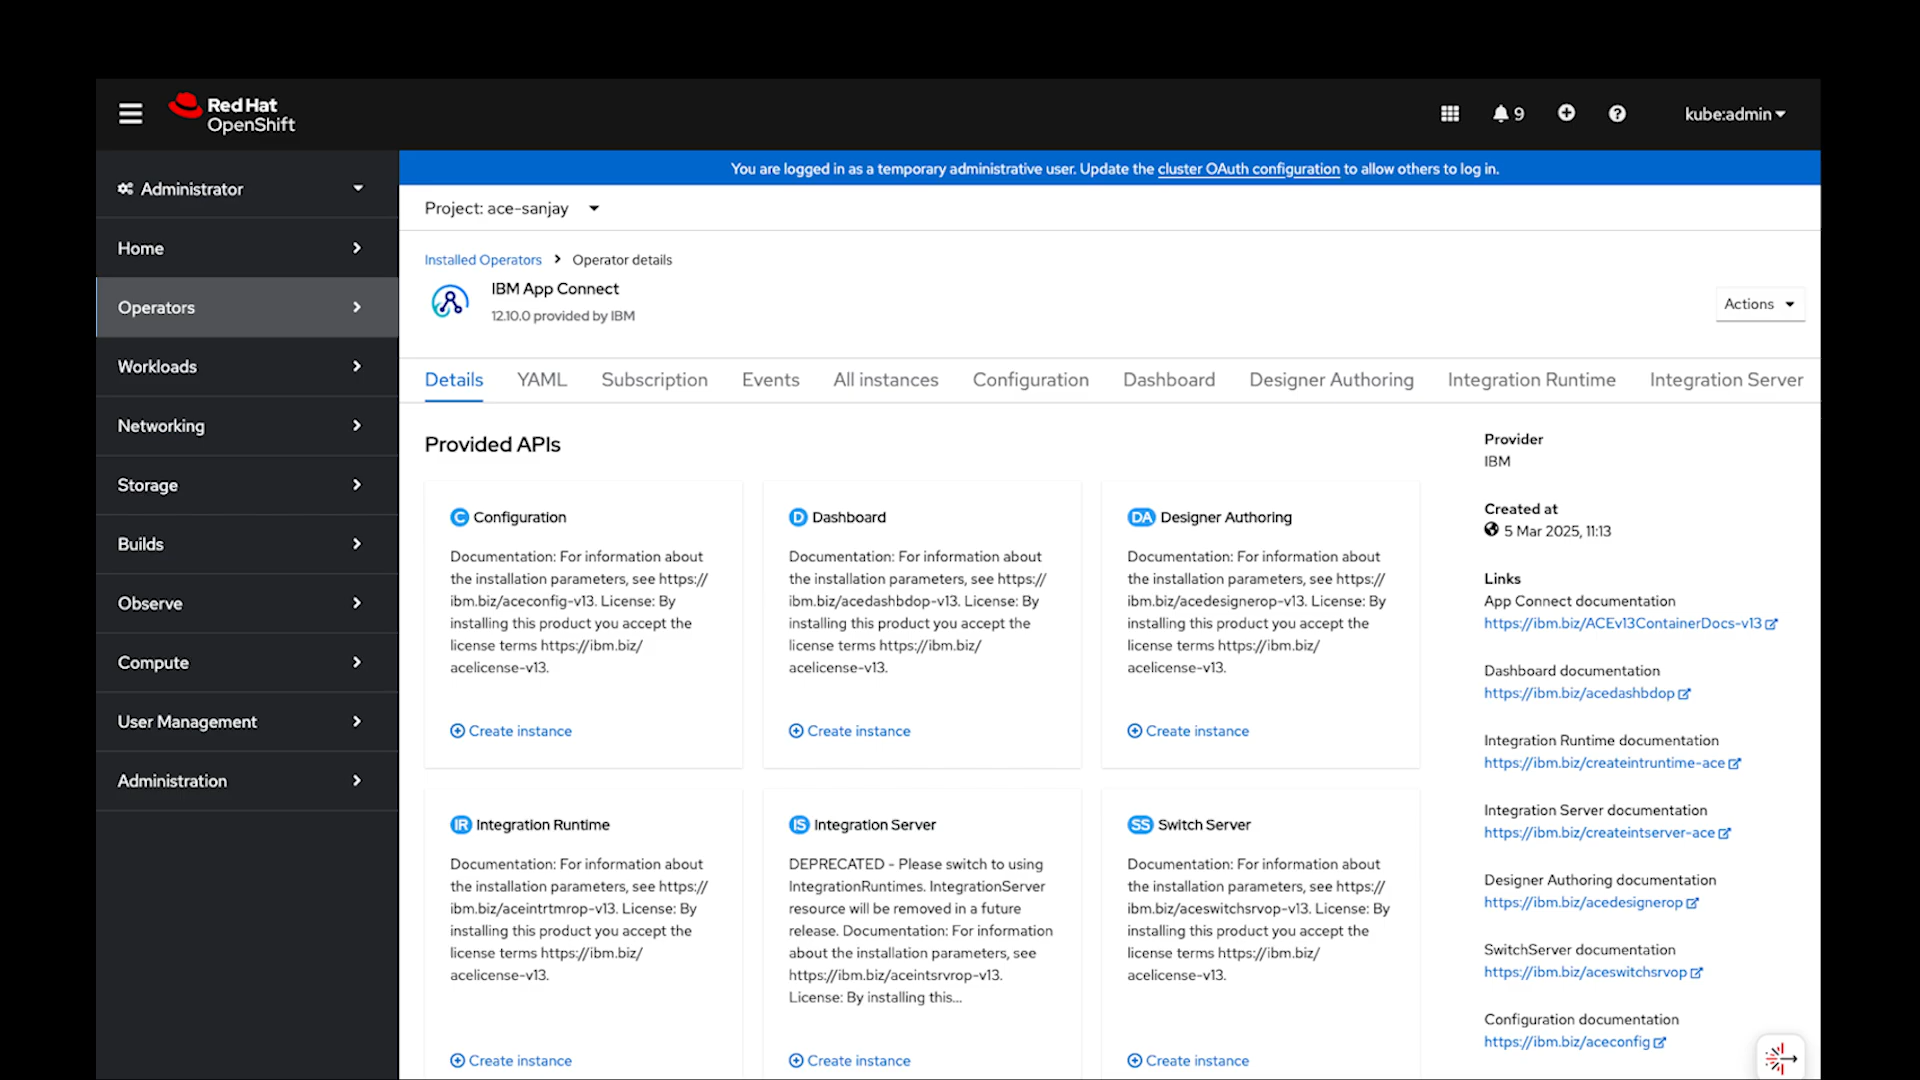 Red Hat
OpenShift
9
kube:admin
Administrator
Home
Operators
Workloads
Networking
Storage
Builds
Observe
Compute
User Management
Administration
You are logged in as a temporary administrative user. Update the cluster OAuth configuration to allow others to log in.
Project: ace-sanjay
Installed Operators
Operator details
IBM App Connect
12.10.0 provided by IBM
Actions
Details YAML Subscription Events All instances Configuration Dashboard Designer Authoring Integration Runtime Integration Server
Provided APIs
C Configuration
Documentation: For information about
the installation parameters, see https://
ibm.biz/aceconfig-v13. License: By
installing this product you accept the
license terms https://ibm.biz/
acelicense-v13.
Create instance
D Dashboard
Documentation: For information about
the installation parameters, see https://
ibm.biz/acedashbdop-v13. License: By
installing this product you accept the
license terms https://ibm.biz/
acelicense-v13.
Create instance
DA Designer Authoring
Documentation: For information about
the installation parameters, see https://
ibm.biz/acedesignerop-v13. License: By
installing this product you accept the
license terms https://ibm.biz/
acelicense-v13.
Create instance
IR Integration Runtime
Documentation: For information about
the installation parameters, see https://
ibm.biz/aceintrtmrop-v13. License: By
installing this product you accept the
license terms https://ibm.biz/
acelicense-v13.
Create instance
IS Integration Server
DEPRECATED - Please switch to using
IntegrationRuntimes. IntegrationServer
resource will be removed in a future
release. Documentation: For information
about the installation parameters, see
https://ibm.biz/aceintsrvrop-v13.
License: By installing this...
Create instance
SS Switch Server
Documentation: For information about
the installation parameters, see https://
ibm.biz/aceswitchsrvop-v13. License: By
installing this product you accept the
license terms https://ibm.biz/
acelicense-v13.
Create instance
Provider
IBM
Created at
5 Mar 2025, 11:13
Links
App Connect documentation
https://ibm.biz/ACEv13ContainerDocs-v13
Dashboard documentation
https://ibm.biz/acedashbdop
Integration Runtime documentation
https://ibm.biz/createintruntime-ace
Integration Server documentation
https://ibm.biz/createintserver-ace
Designer Authoring documentation
https://ibm.biz/acedesignerop
SwitchServer documentation
https://ibm.biz/aceswitchsrvop
Configuration documentation
https://ibm.biz/aceconfig